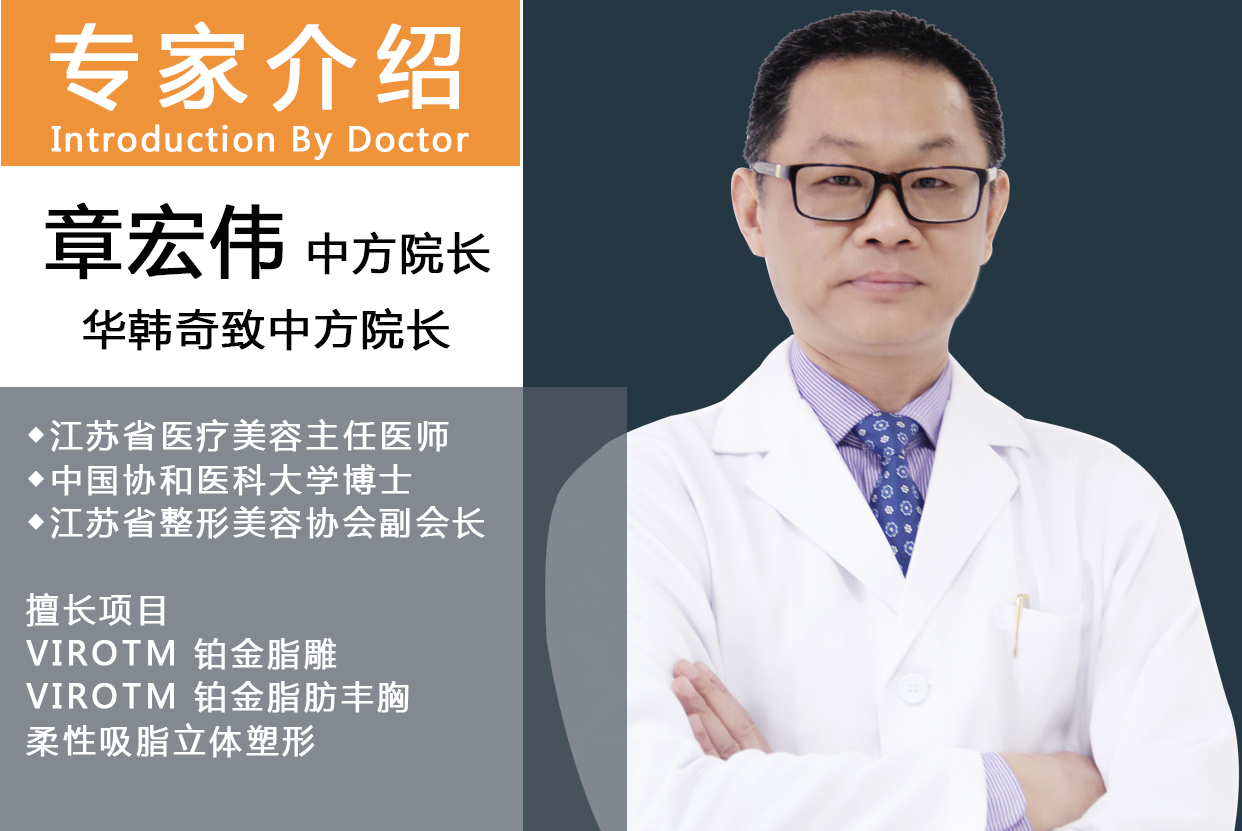 专家介绍
Introduction By Doctor
章宏伟 中方院长
华韩奇致中方院长
◆江苏省医疗美容主任医师
◆中国协和医科大学博士
◆江苏省整形美容协会副会长
擅长项目
VIROTM 铂金脂雕
VIROTM 铂金脂肪丰胸
柔性吸脂立体塑形